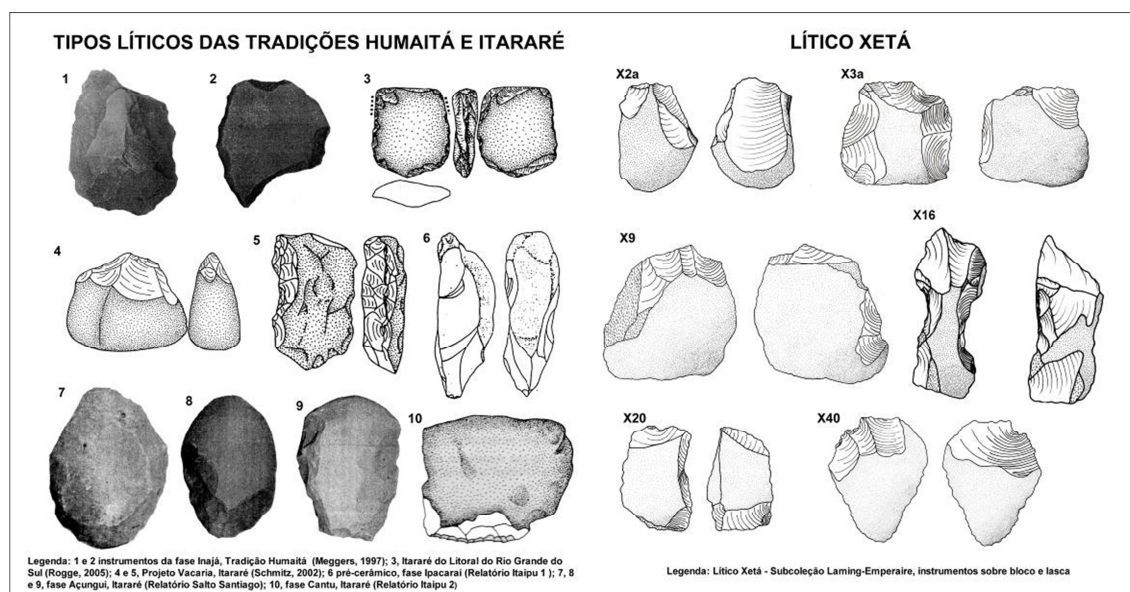 TIPOS LÍTICOS DAS TRADIÇÕES HUMAITÁ E ITARARÉ
1
2
3
4
5
6
7
8
9
10
Legenda: 1 e 2 instrumentos da fase Inajá, Tradição Humaitá (Meggers, 1997); 3, Itararé do Litoral do Rio Grande do
Sul (Rogge, 2005); 4 e 5, Projeto Vacaria, Itararé (Schmitz, 2002); 6 pré-cerâmico, fase Ipacaraí (Relatório Itaipu 1 ); 7, 8
e 9, fase Açungui, Itararé (Relatório Salto Santiago); 10, fase Cantu, Itararé (Relatório Itaipu 2)
LÍTICO XETÁ
X2a
X3a
X9
X16
X20
X40
Legenda: Lítico Xetá - Subcoleção Laming-Emperaire, instrumentos sobre bloco e lasca